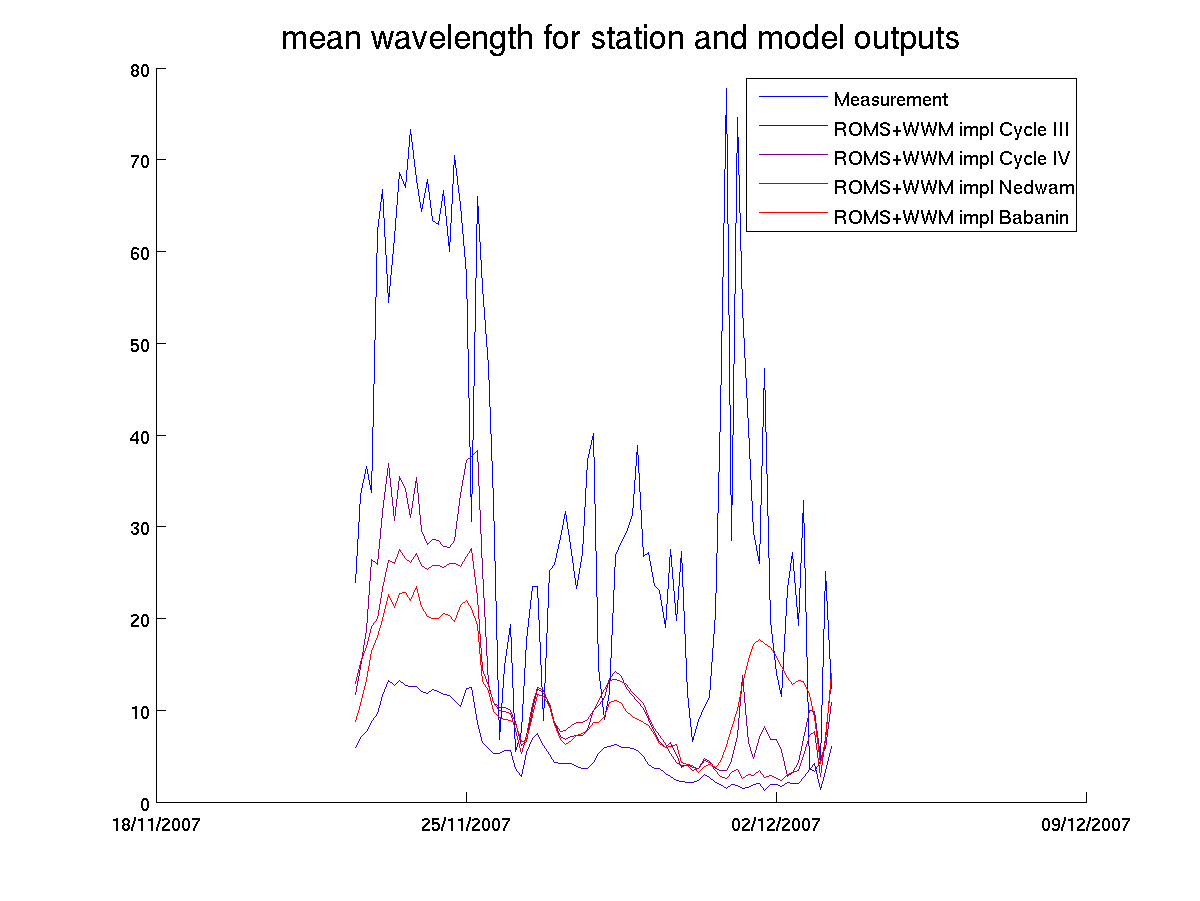 mean wavelength for station and model outputs
80
70
60
50
40
30
20
10
0
18/11/2007
25/11/2007
02/12/2007
09/12/2007
Measurement
ROMS+WWM impl Cycle III
ROMS+WWM impl Cycle IV
ROMS+WWM impl Nedwam
ROMS+WWM impl Babanin